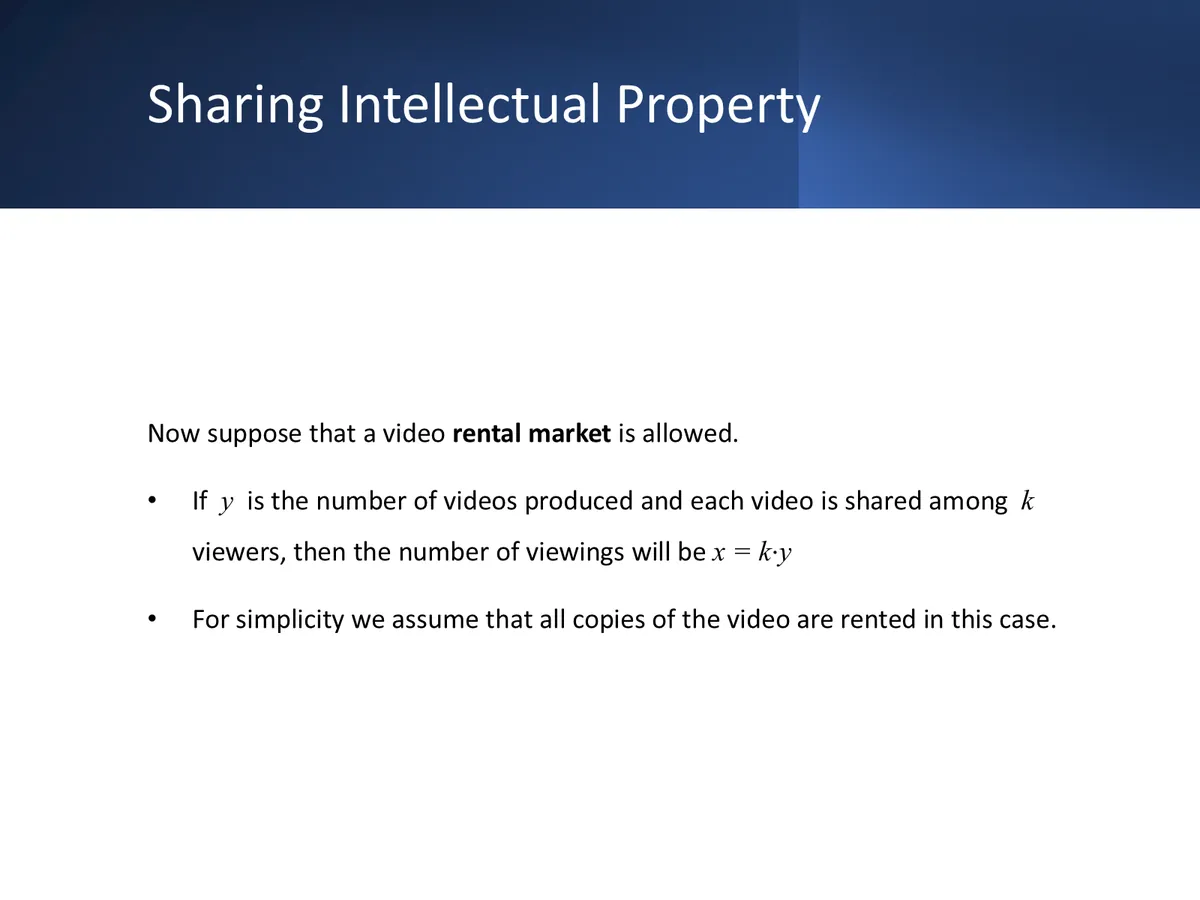 Sharing Intellectual Property
Now suppose that a video rental market is allowed.
• If y is the number of videos produced and each video is shared among k
viewers, then the number of viewings will be x = k·y
• For simplicity we assume that all copies of the video are rented in this case.